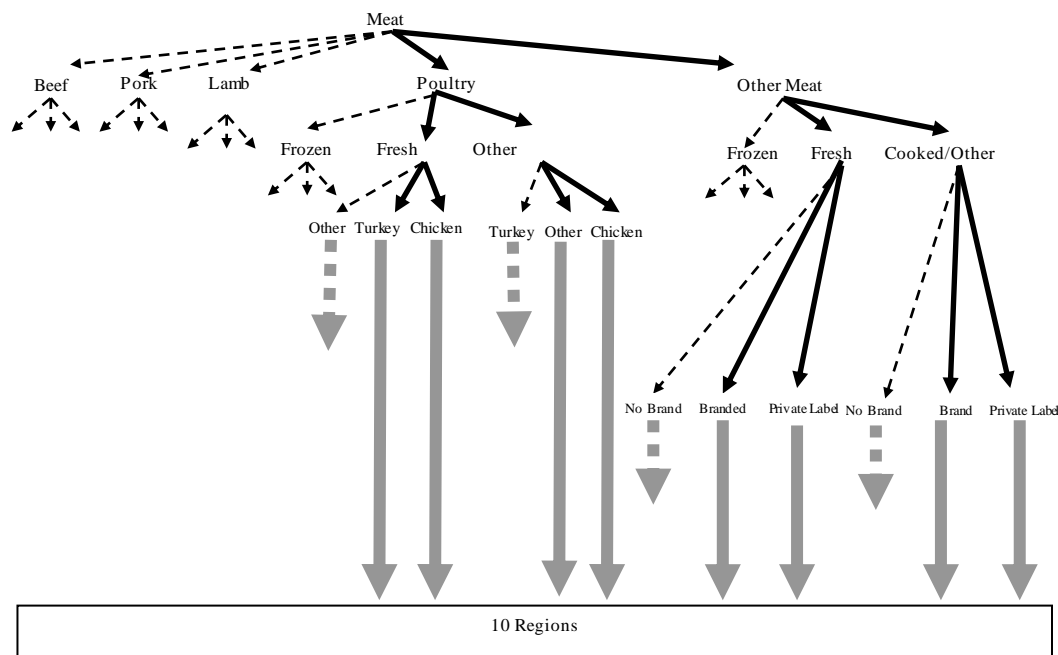 Meat
Beef Pork Lamb Poultry Other Meat
Frozen Fresh Other Frozen Fresh Cooked/Other
Other Turkey Chicken Turkey Other Chicken
No Brand Branded Private Label No Brand Brand Private Label
10 Regions